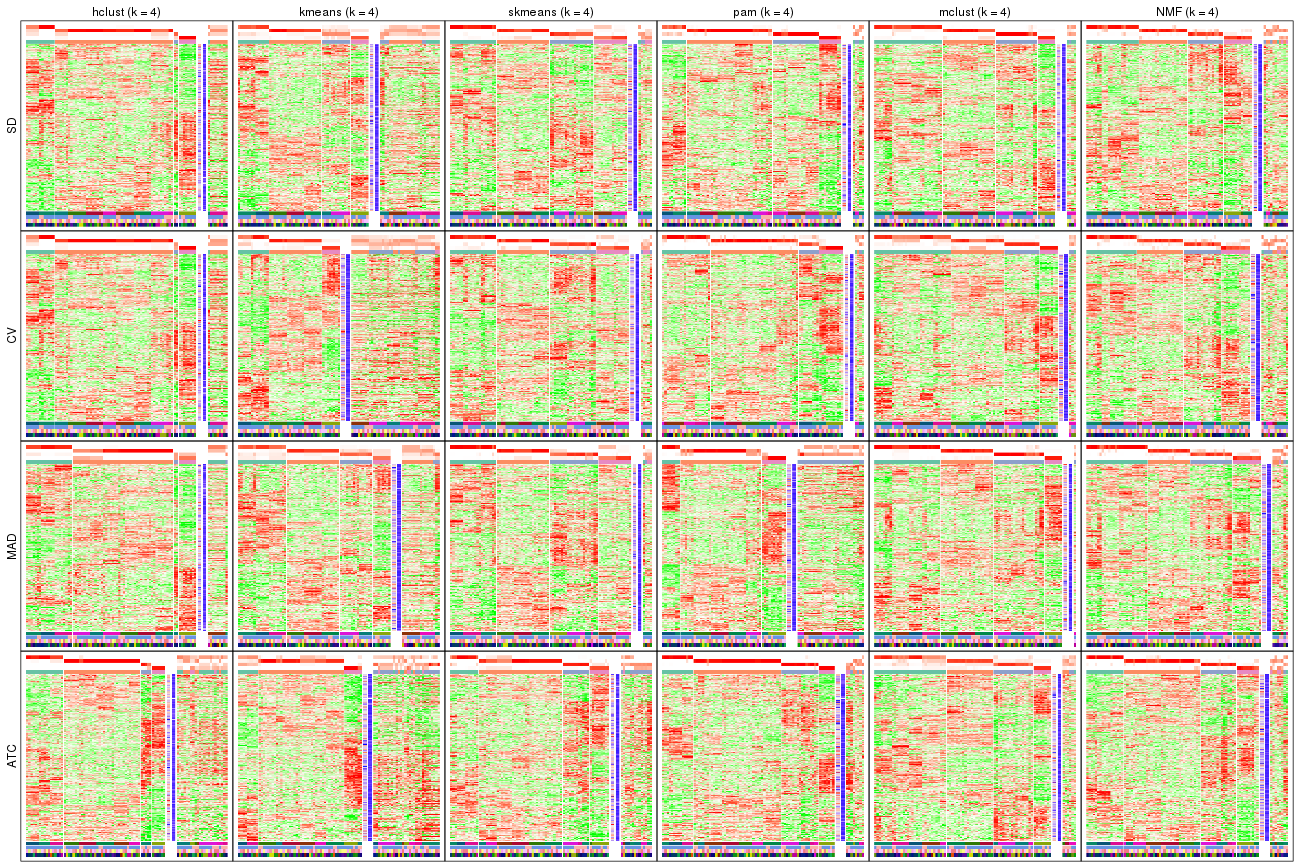 hclust (k = 4) kmeans (k = 4) skmeans (k = 4) pam (k = 4) mclust (k = 4) NMF (k = 4)
SD
CV
MAD
ATC